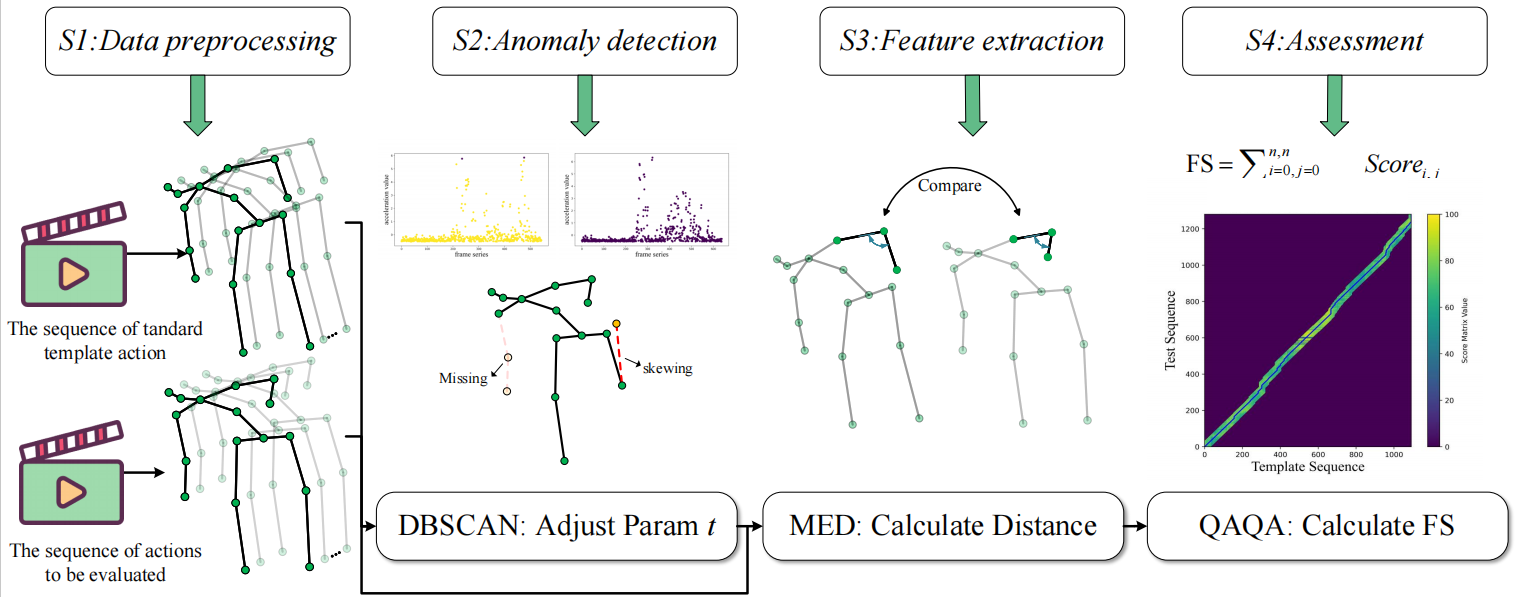 S1:Data preprocessing
S2:Anomaly detection
S3:Feature extraction
S4:Assessment
The sequence of tandard
template action
The sequence of actions
to be evaluated
acceleration value
frame series
acceleration value
frame series
Missing
skewing
Compare
FS = ∑ n,n i=0, j=0 Score i, j
Test Sequence
1200
1000
800
600
400
200
0
0 200 400 600 800 1000
Template Sequence
100
80
60
40
20
0
Score Matrix Value
DBSCAN: Adjust Param t
MED: Calculate Distance
QAQA: Calculate FS